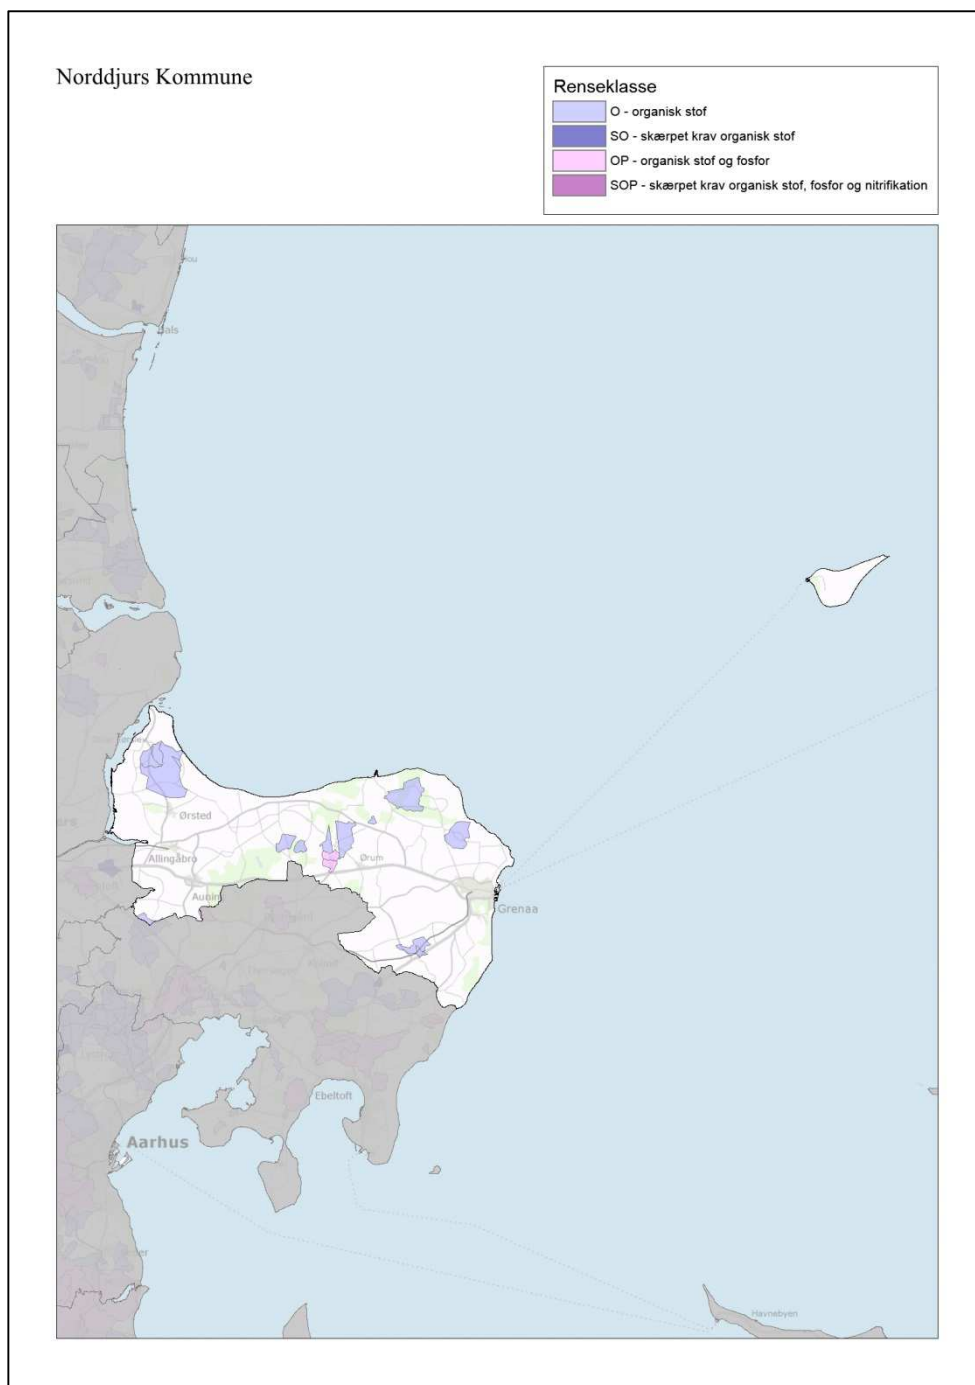 Norddjurs Kommune
Renseklasse
O - organisk stof
SO - skærpet krav organisk stof
OP - organisk stof og fosfor
SOP - skærpet krav organisk stof, fosfor og nitrifikation
Ørsted
Allingåbro
Ørum
Grenaa
Ebeltoft
Aarhus
Havnebyen